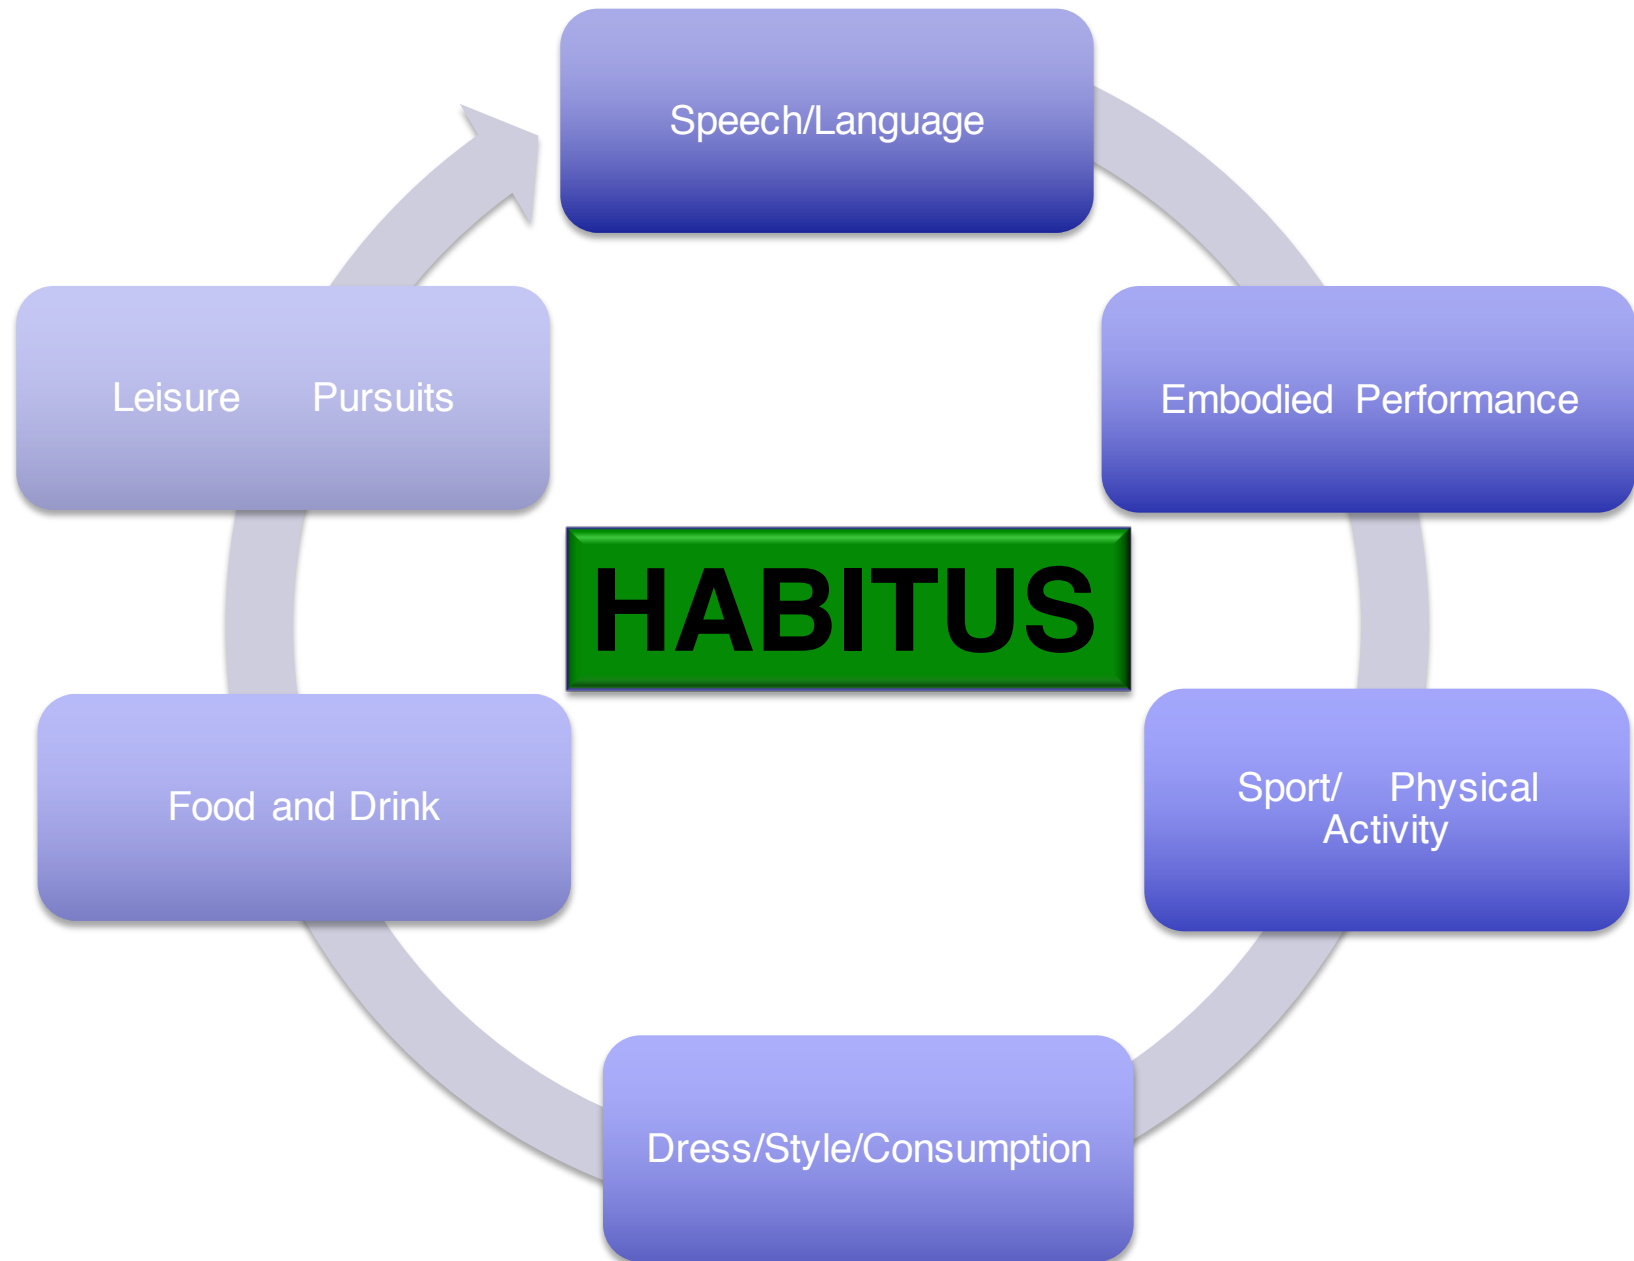 Speech/Language
Embodied Performance
Sport/ Physical
Activity
Dress/Style/Consumption
Food and Drink
Leisure Pursuits
HABITUS